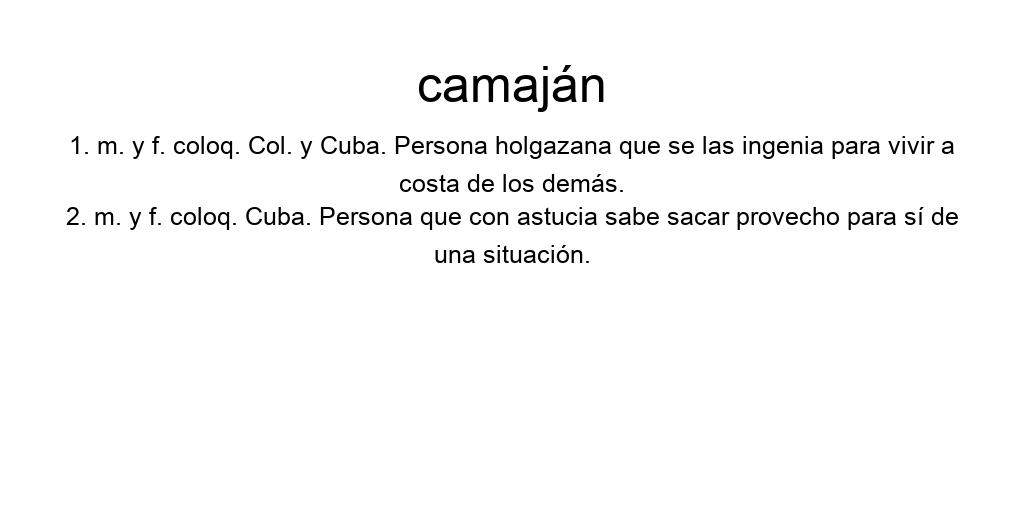 camaján
1. m. y f. coloq. Col. y Cuba. Persona holgazana que se las ingenia para vivir a
costa de los demás.
2. m. y f. coloq. Cuba. Persona que con astucia sabe sacar provecho para sí de
una situación.